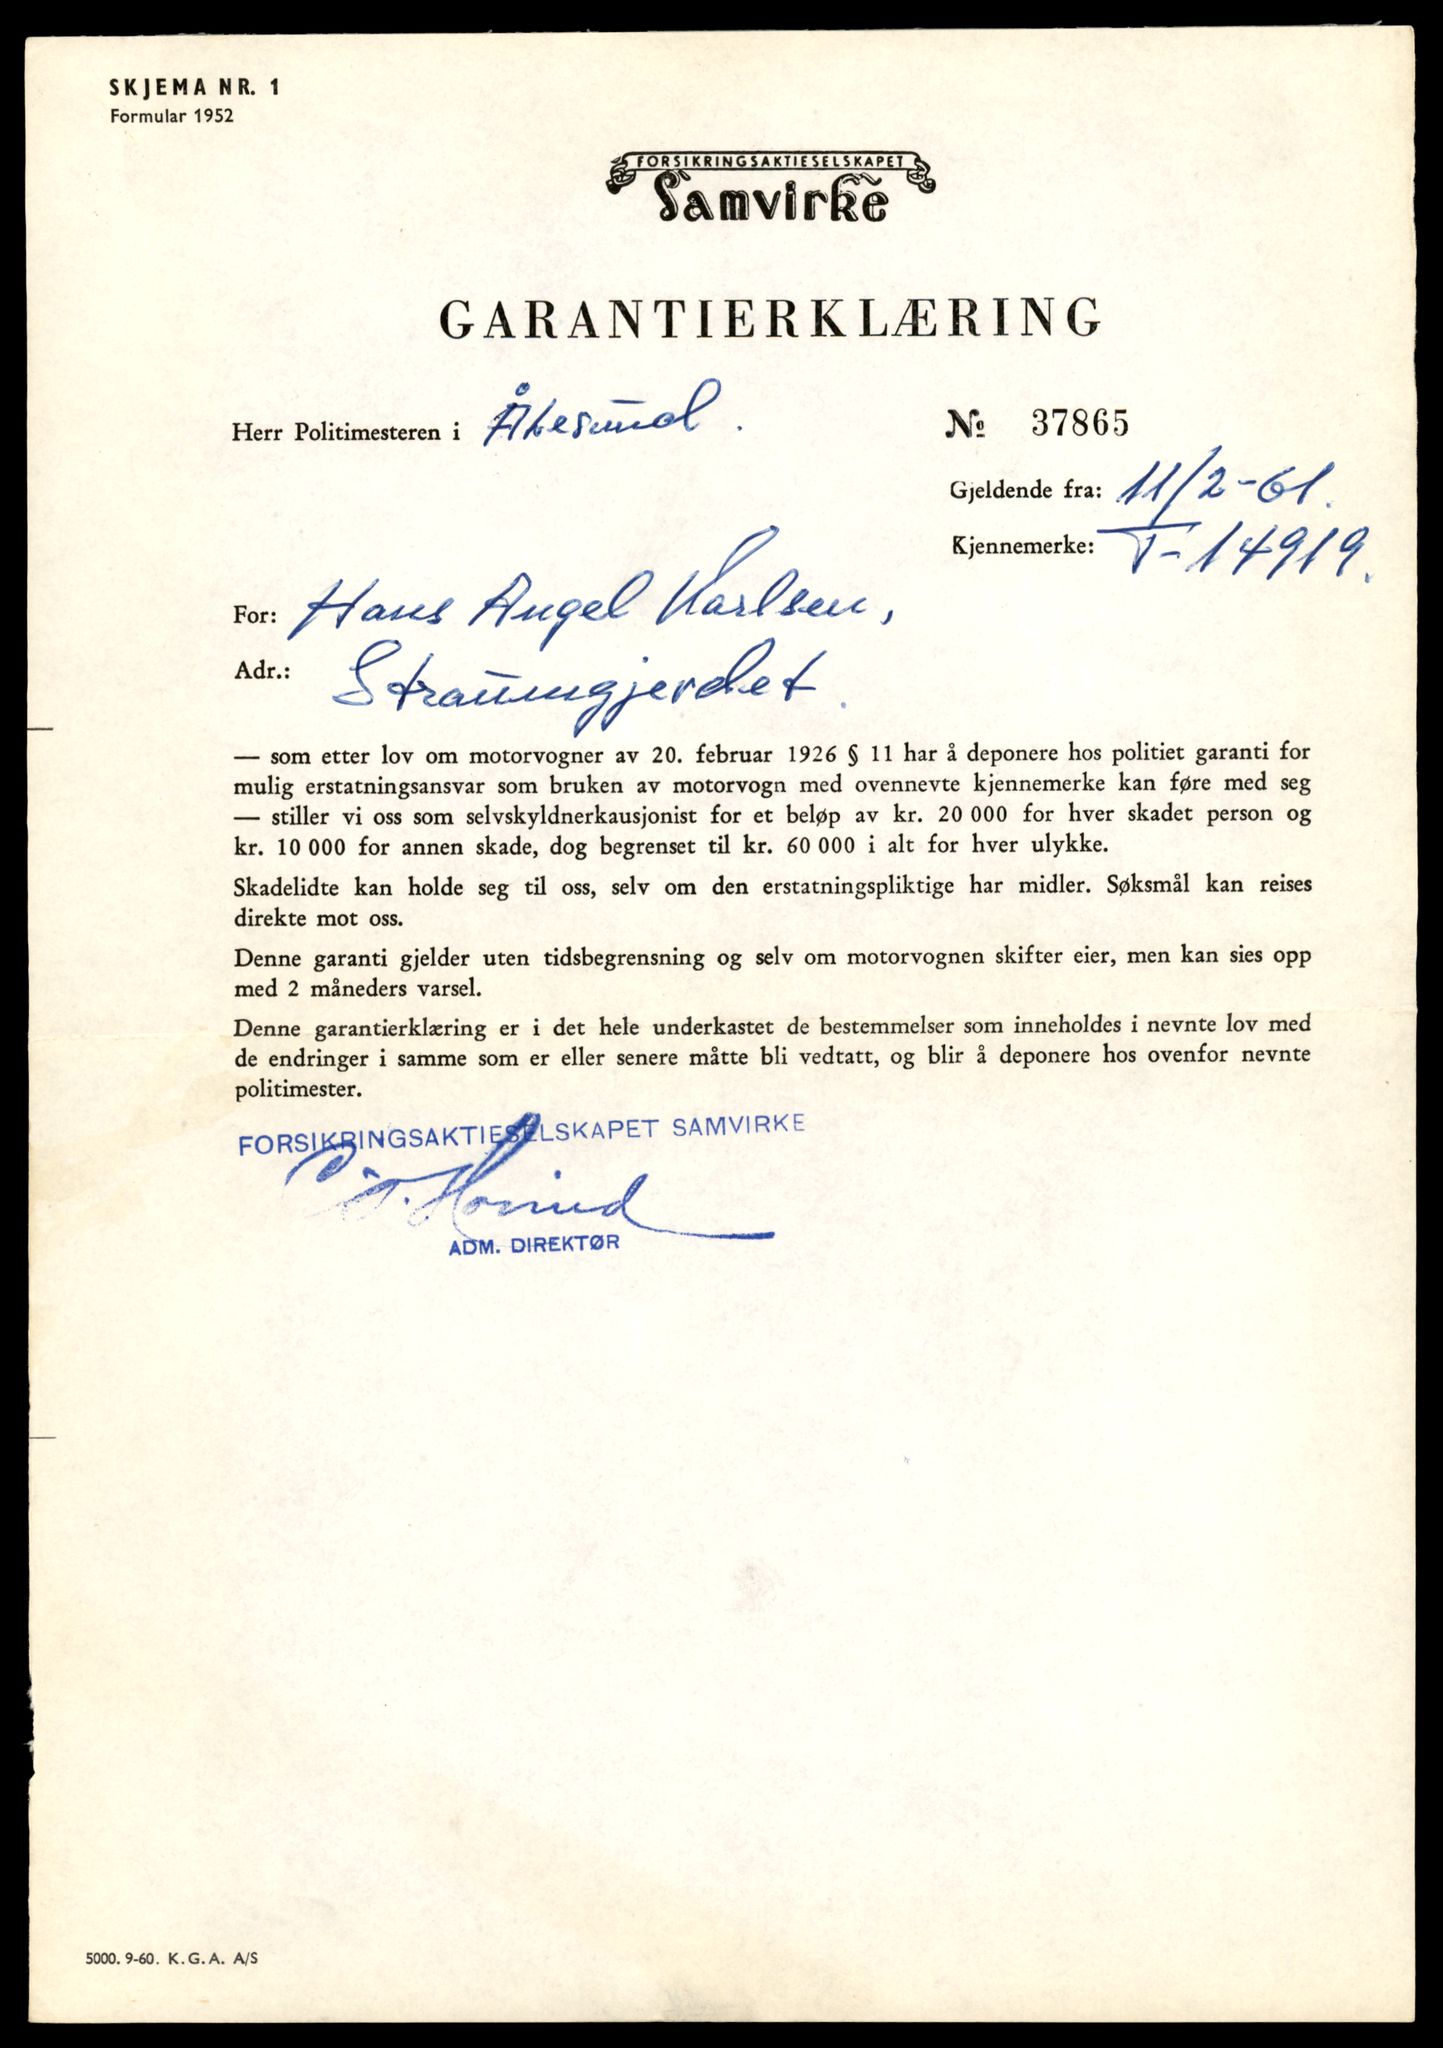 SKJEMA NR. 1
Formular 1952
FORSIKRINGSAKTIESELSKAPET
Samvirke
GARANTIERKLÆRING
Herr Politimesteren i Ålesund.
No 37865
Gjeldende fra: 11/2-61.
Kjennemerke: T-14919.
For: Hans Angel Karlsen,
Adr.: Straumgjerdet.
— som etter lov om motorvogner av 20. februar 1926 § 11 har å deponere hos politiet garanti for
mulig erstatningsansvar som bruken av motorvogn med ovennevte kjennemerke kan føre med seg
— stiller vi oss som selvskyldnerkausjonist for et beløp av kr. 20 000 for hver skadet person og
kr. 10 000 for annen skade, dog begrenset til kr. 60 000 i alt for hver ulykke.
Skadelidte kan holde seg til oss, selv om den erstatningspliktige har midler. Søksmål kan reises
direkte mot oss.
Denne garanti gjelder uten tidsbegrensning og selv om motorvognen skifter eier, men kan sies opp
med 2 måneders varsel.
Denne garantierklæring er i det hele underkastet de bestemmelser som inneholdes i nevnte lov med
de endringer i samme som er eller senere måtte bli vedtatt, og blir å deponere hos ovenfor nevnte
politimester.
FORSIKRINGSAKTIESELSKAPET SAMVIRKE
ADM. DIREKTØR
5000. 9-60. K.G.A. A/S